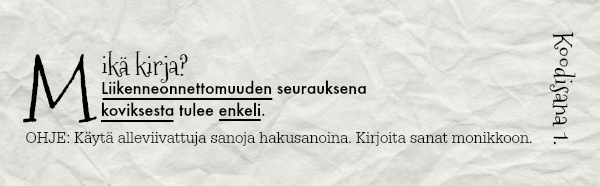 Mikä kirja?
Liikenneonnettomuuden seurauksena
koviksesta tulee enkeli.
OHJE: Käytä alleviivattuja sanoja hakusanoina. Kirjoita sanat monikkoon.
Koodisana 1.